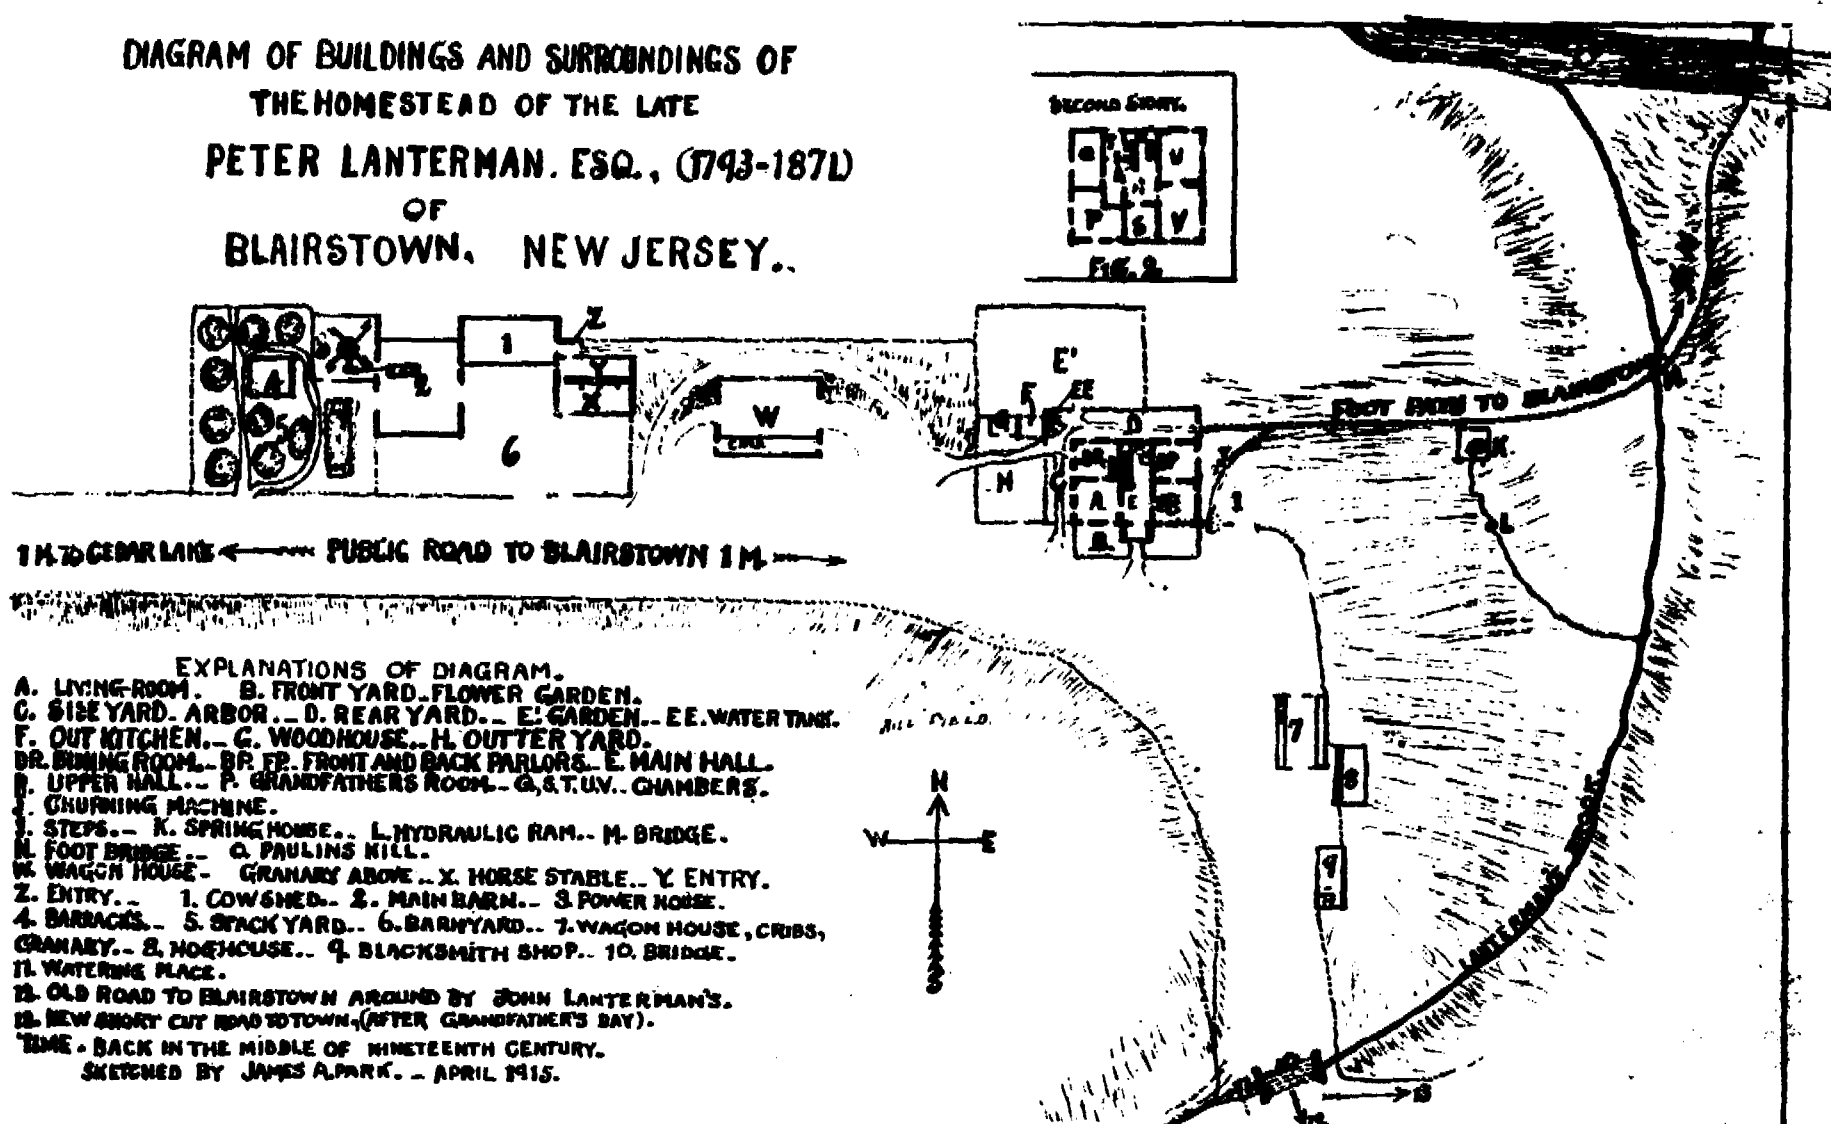 DIAGRAM OF BUILDINGS AND SURROUNDINGS OF
THE HOMESTEAD OF THE LATE
PETER LANTERMAN. ESQ., (1793-1871)
OF
BLAIRSTOWN. NEW JERSEY..
SECOND STORY.
U
P
S
V
FIG. 2
Z
1
4
2
X
5
6
W
E'
F
EE
D
H
A
E
I
FOOT PATH TO BLAIRSTOWN
K.
L
1 M. TO CEDAR LAKE PUBLIC ROAD TO BLAIRSTOWN 1 M.
EXPLANATIONS OF DIAGRAM.
A. LIVING-ROOM. B. FRONT YARD-FLOWER GARDEN.
C. SIDE YARD- ARBOR.- D. REAR YARD.- E'. GARDEN.. EE. WATER TANK.
F. OUT KITCHEN.- G. WOODHOUSE.- H. OUTTER YARD.
DR. DINING ROOM.- BP. FP. FRONT AND BACK PARLORS.. E. MAIN HALL.
R. UPPER HALL.- P. GRANDFATHERS ROOM.- Q,S.T.U.V.. CHAMBERS.
J. CHURNING MACHINE.
I. STEPS.- K. SPRING HOUSE.. L. HYDRAULIC RAM.. M. BRIDGE.
N. FOOT BRIDGE.. O. PAULINS KILL.
W. WAGON HOUSE- GRANARY ABOVE.. X. HORSE STABLE.. Y. ENTRY.
Z. ENTRY.. 1. COWSHED.. 2. MAIN BARN.- 3. POWER HOUSE.
4. BARRACKS.. 5. STACK YARD.. 6. BARNYARD.. 7. WAGON HOUSE, CRIBS,
GRANARY.. 8. HOGHOUSE.. 9. BLACKSMITH SHOP.. 10. BRIDGE.
11. WATERING PLACE.
12. OLD ROAD TO BLAIRSTOWN AROUND BY JOHN LANTERMAN'S.
13. NEW SHORT CUT ROAD TO TOWN, (AFTER GRANDFATHER'S DAY).
TIME. BACK IN THE MIDDLE OF NINETEENTH CENTURY.
SKETCHED BY JAMES A. PARK. - APRIL 1915.
HILL FIELD.
N
W E
S
7
8
9
LANTERMAN'S BROOK.
13